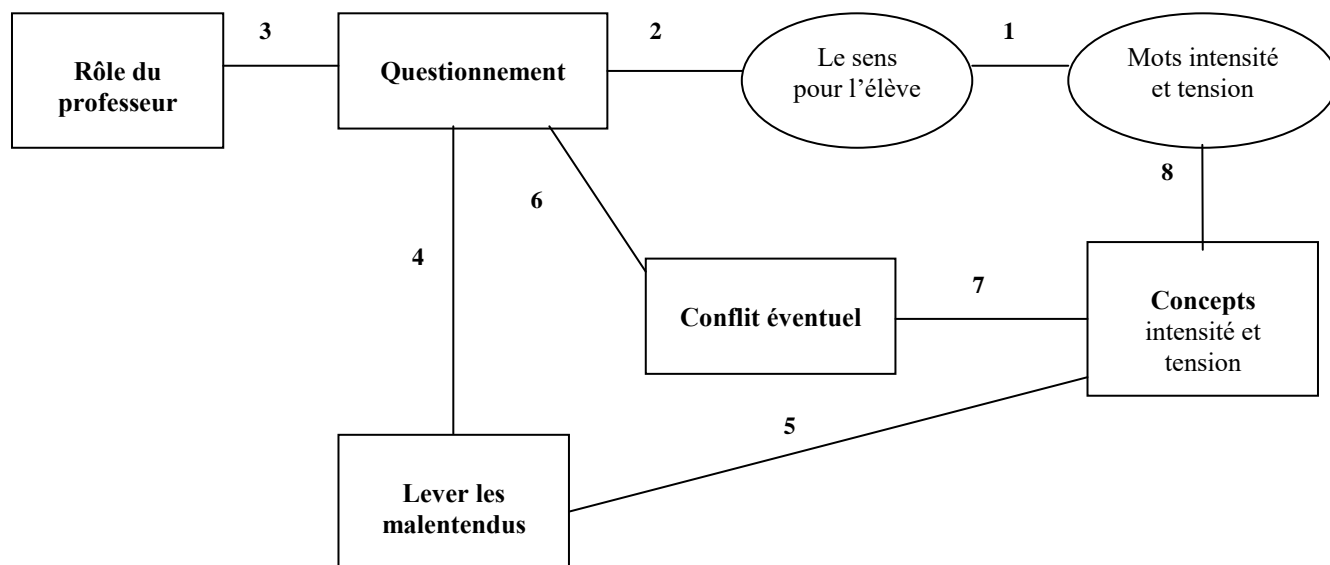 3
2
1
Rôle du
professeur
Questionnement
Le sens
pour l’élève
Mots intensité
et tension
8
6
4
7
Conflit éventuel
Concepts
intensité et
tension
5
Lever les
malentendus